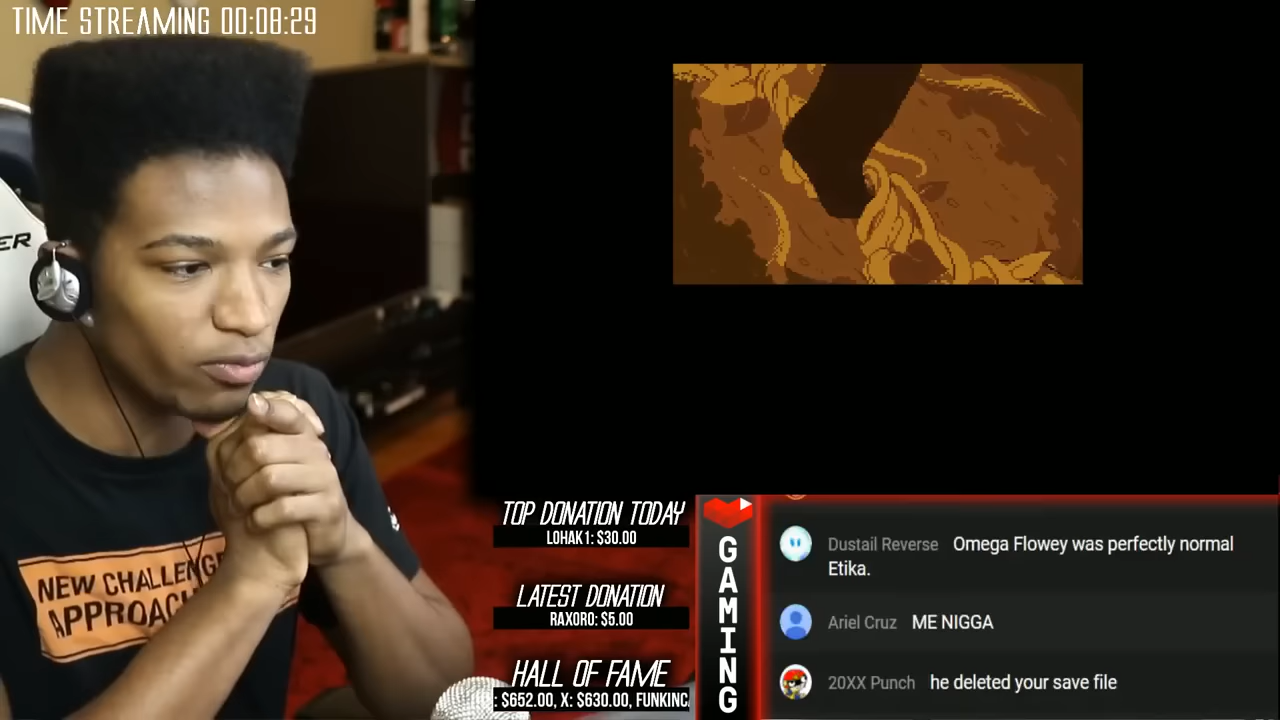 TIME STREAMING 00:08:29
ER
NEW CHALLENGE
APPROACH
TOP DONATION TODAY
LOHAK1: $30.00
LATEST DONATION
RAXORO: $5.00
HALL OF FAME
: $652.00, X: $630.00, FUNKINC
GAMING
Dustail Reverse Omega Flowey was perfectly normal
Etika.
Ariel Cruz ME NIGGA
20XX Punch he deleted your save file